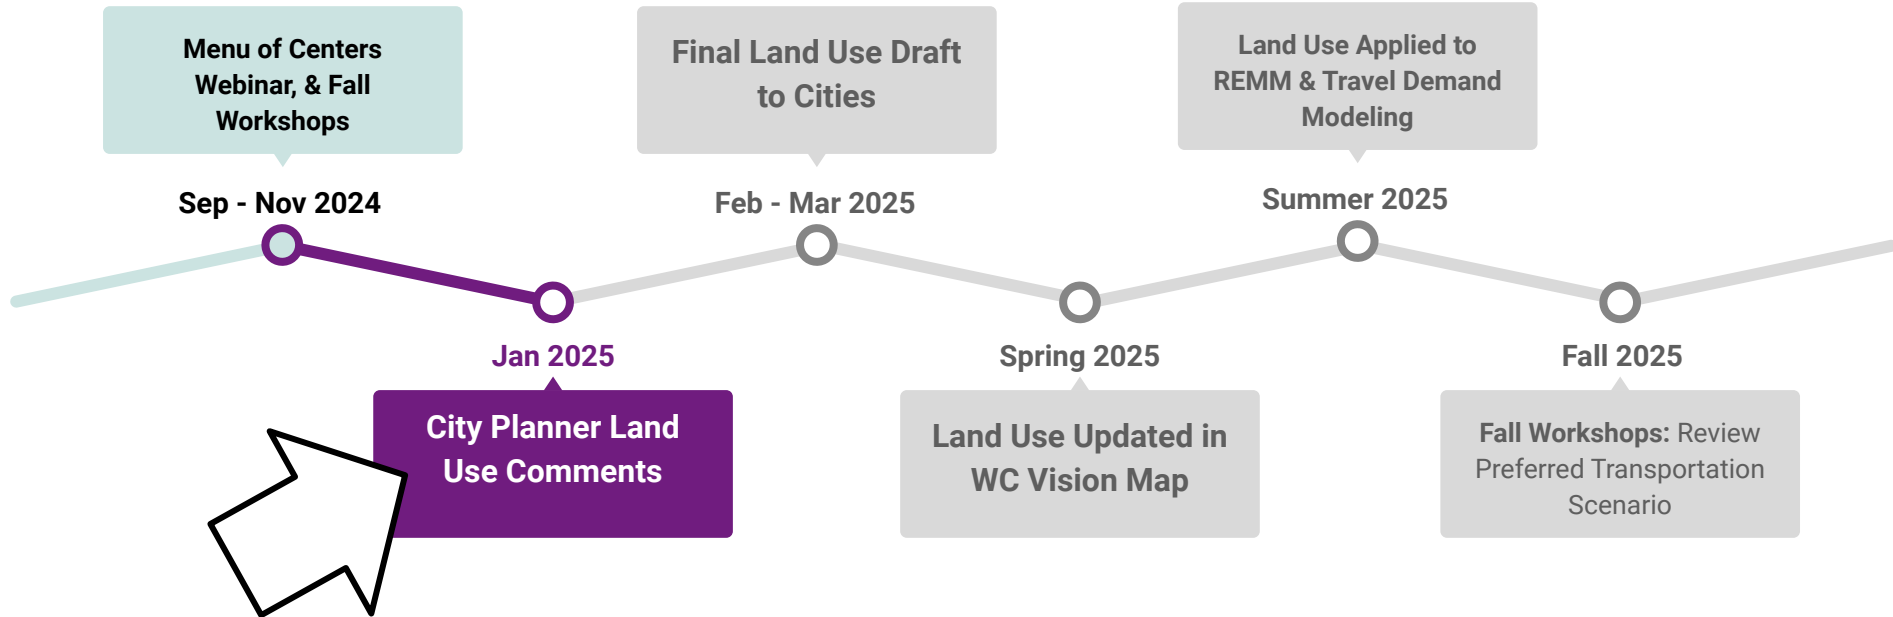 Menu of Centers
Webinar, & Fall
Workshops
Sep - Nov 2024
Jan 2025
City Planner Land
Use Comments
Final Land Use Draft
to Cities
Feb - Mar 2025
Spring 2025
Land Use Updated in
WC Vision Map
Land Use Applied to
REMM & Travel Demand
Modeling
Summer 2025
Fall 2025
Fall Workshops: Review
Preferred Transportation
Scenario